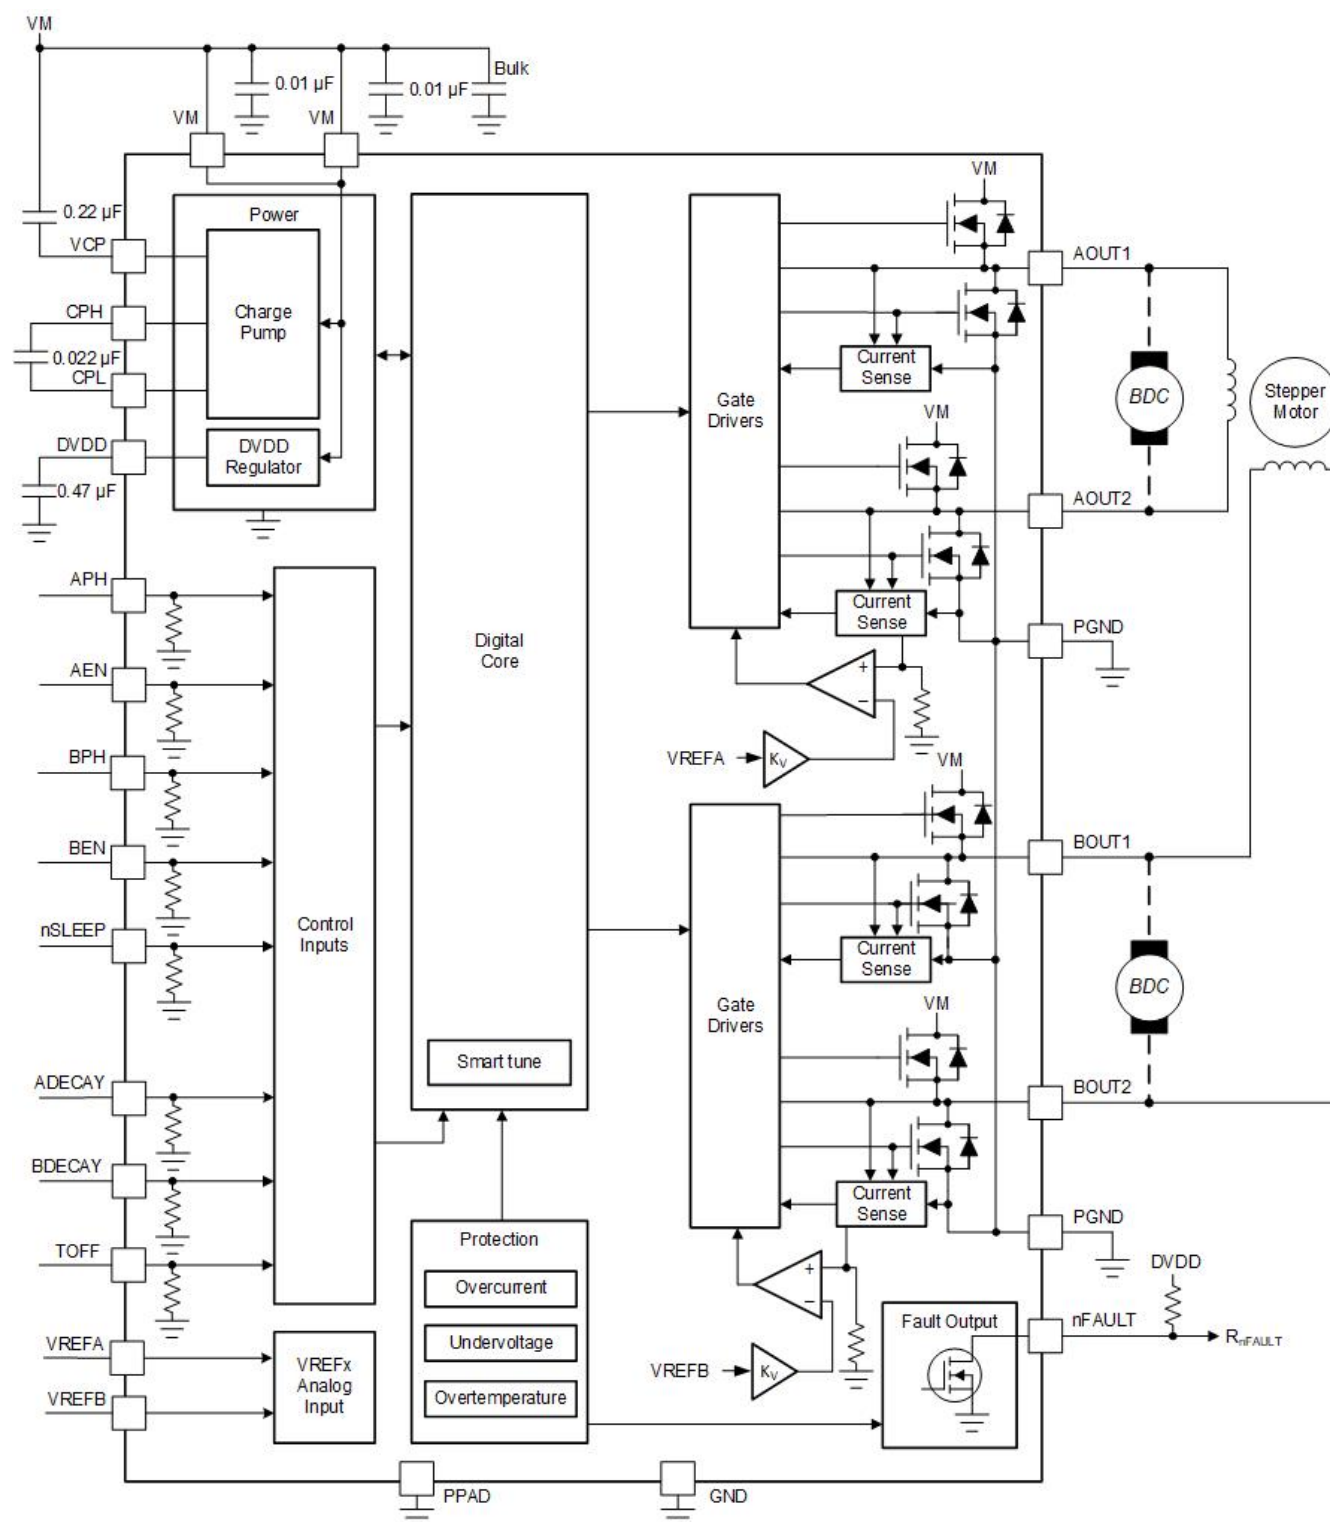 VM
Bulk
0.01 µF
0.01 µF
VM
VM
0.22 µF
VCP
CPH
0.022 µF
CPL
DVDD
0.47 µF
Power
Charge
Pump
DVDD
Regulator
APH
AEN
BPH
BEN
nSLEEP
ADECAY
BDECAY
TOFF
VREFA
VREFB
Control
Inputs
VREFx
Analog
Input
Digital
Core
Smart tune
Protection
Overcurrent
Undervoltage
Overtemperature
Gate
Drivers
VM
Current
Sense
VM
Current
Sense
+
−
VREFA
KV
Gate
Drivers
VM
Current
Sense
VM
Current
Sense
+
−
VREFB
KV
Fault Output
AOUT1
BDC
Stepper
Motor
AOUT2
PGND
BOUT1
BDC
BOUT2
PGND
DVDD
nFAULT
RnFAULT
PPAD
GND